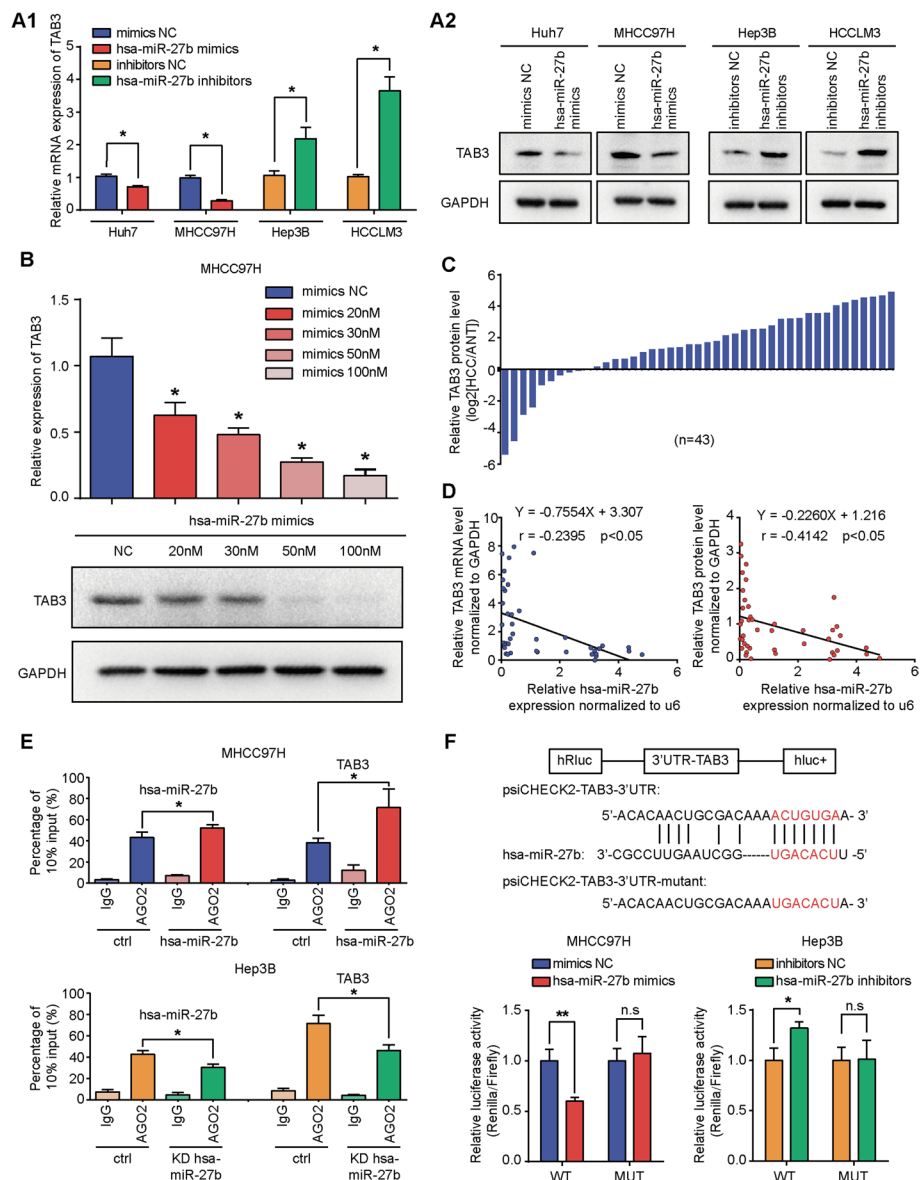 A1
mimics NC
hsa-miR-27b mimics
inhibitors NC
hsa-miR-27b inhibitors
Relative mRNA expression of TAB3
5
4
3
2
1
0
*
*
*
*
Huh7
MHCC97H
Hep3B
HCCLM3
A2
Huh7
MHCC97H
Hep3B
HCCLM3
mimics NC
hsa-miR-27b
mimics
mimics NC
hsa-miR-27b
mimics
inhibitors NC
hsa-miR-27b
inhibitors
inhibitors NC
hsa-miR-27b
inhibitors
TAB3
GAPDH
B
MHCC97H
mimics NC
mimics 20nM
mimics 30nM
mimics 50nM
mimics 100nM
Relative expression of TAB3
1.5
1.0
0.5
0.0
*
*
*
*
hsa-miR-27b mimics
NC 20nM 30nM 50nM 100nM
TAB3
GAPDH
C
Relative TAB3 protein level
(log2[HCC/ANT])
6
4
2
0
-2
-4
-6
(n=43)
D
Y = -0.7554X + 3.307
r = -0.2395 p<0.05
Relative TAB3 mRNA level
normalized to GAPDH
10
8
6
4
2
0
0 2 4 6
Relative hsa-miR-27b
expression normalized to u6
Y = -0.2260X + 1.216
r = -0.4142 p<0.05
Relative TAB3 protein level
normalized to GAPDH
4
3
2
1
0
0 2 4 6
Relative hsa-miR-27b
expression normalized to u6
E
MHCC97H
hsa-miR-27b
TAB3
*
*
Percentage of
10% input (%)
100
80
60
40
20
0
IgG
AGO2
IgG
AGO2
IgG
AGO2
IgG
AGO2
ctrl
hsa-miR-27b
ctrl
hsa-miR-27b
Hep3B
hsa-miR-27b
TAB3
*
*
Percentage of
10% input (%)
100
80
60
40
20
0
IgG
AGO2
IgG
AGO2
IgG
AGO2
IgG
AGO2
ctrl
KD hsa-
miR-27b
ctrl
KD hsa-
miR-27b
F
hRluc
3'UTR-TAB3
hluc+
psiCHECK2-TAB3-3'UTR:
5'-ACACAACUGCGACAAAACUGUGAA- 3'
hsa-miR-27b: 3'-CGCCUUGAAUCGG------UGACACUU -5'
psiCHECK2-TAB3-3'UTR-mutant:
5'-ACACAACUGCGACAAAUGACACUA- 3'
MHCC97H
mimics NC
hsa-miR-27b mimics
Relative luciferase activity
(Renilla/Firefly)
1.5
1.0
0.5
0.0
**
n.s
WT
MUT
Hep3B
inhibitors NC
hsa-miR-27b inhibitors
Relative luciferase activity
(Renilla/Firefly)
1.5
1.0
0.5
0.0
*
n.s
WT
MUT